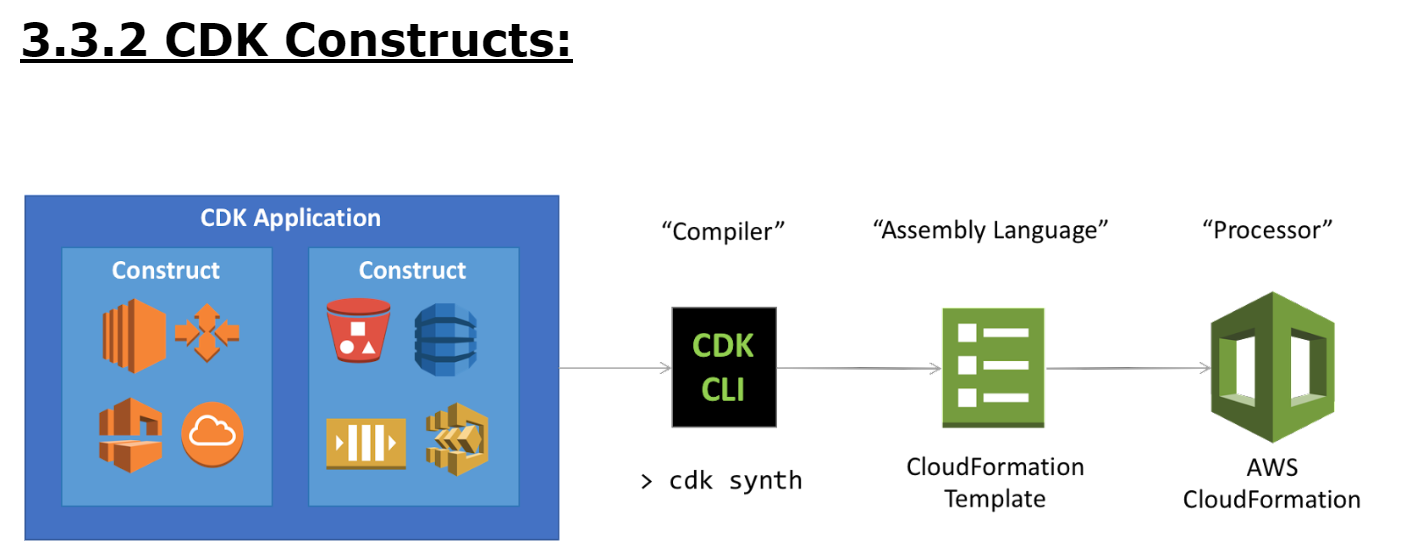 3.3.2 CDK Constructs:
CDK Application
Construct
Construct
“Compiler”
“Assembly Language”
“Processor”
CDK
CLI
> cdk synth
CloudFormation
Template
AWS
CloudFormation